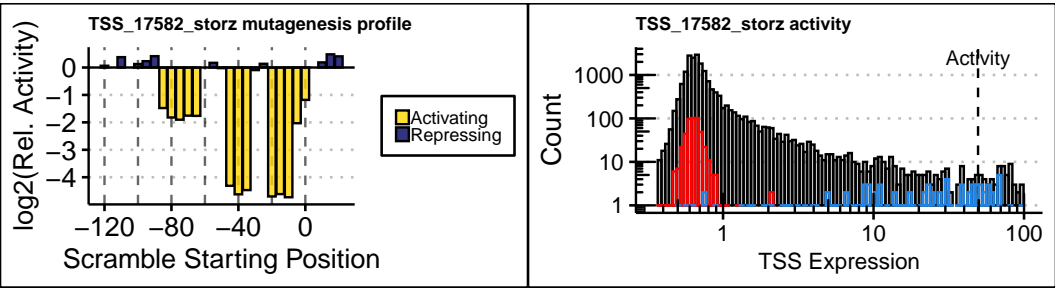 TSS_17582_storz mutagenesis profile
log2(Rel. Activity)
0
−1
−2
−3
−4
−120
−80
−40
0
Scramble Starting Position
Activating
Repressing
TSS_17582_storz activity
Activity
Count
1000
100
10
1
1
10
100
TSS Expression